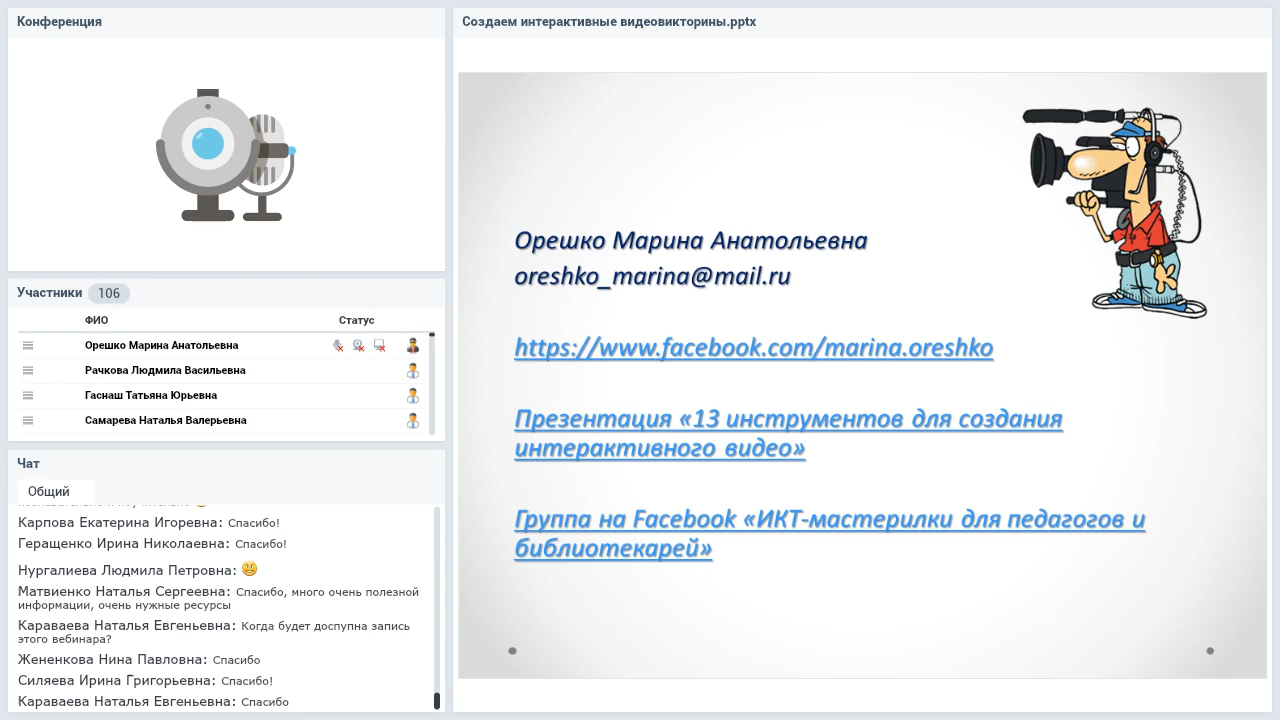 Конференция
Участники 106
ФИО Статус
Орешко Марина Анатольевна
Рачкова Людмила Васильевна
Гаснаш Татьяна Юрьевна
Самарева Наталья Валерьевна
Чат
Общий
Карпова Екатерина Игоревна: Спасибо!
Геращенко Ирина Николаевна: Спасибо!
Нургалиева Людмила Петровна:
Матвиенко Наталья Сергеевна: Спасибо, много очень полезной
информации, очень нужные ресурсы
Караваева Наталья Евгеньевна: Когда будет доступна запись
этого вебинара?
Жененкова Нина Павловна: Спасибо
Силяева Ирина Григорьевна: Спасибо!
Караваева Наталья Евгеньевна: Спасибо
Создаем интерактивные видеовикторины.pptx
Орешко Марина Анатольевна
oreshko_marina@mail.ru
https://www.facebook.com/marina.oreshko
Презентация «13 инструментов для создания
интерактивного видео»
Группа на Facebook «ИКТ-мастерилки для педагогов и
библиотекарей»